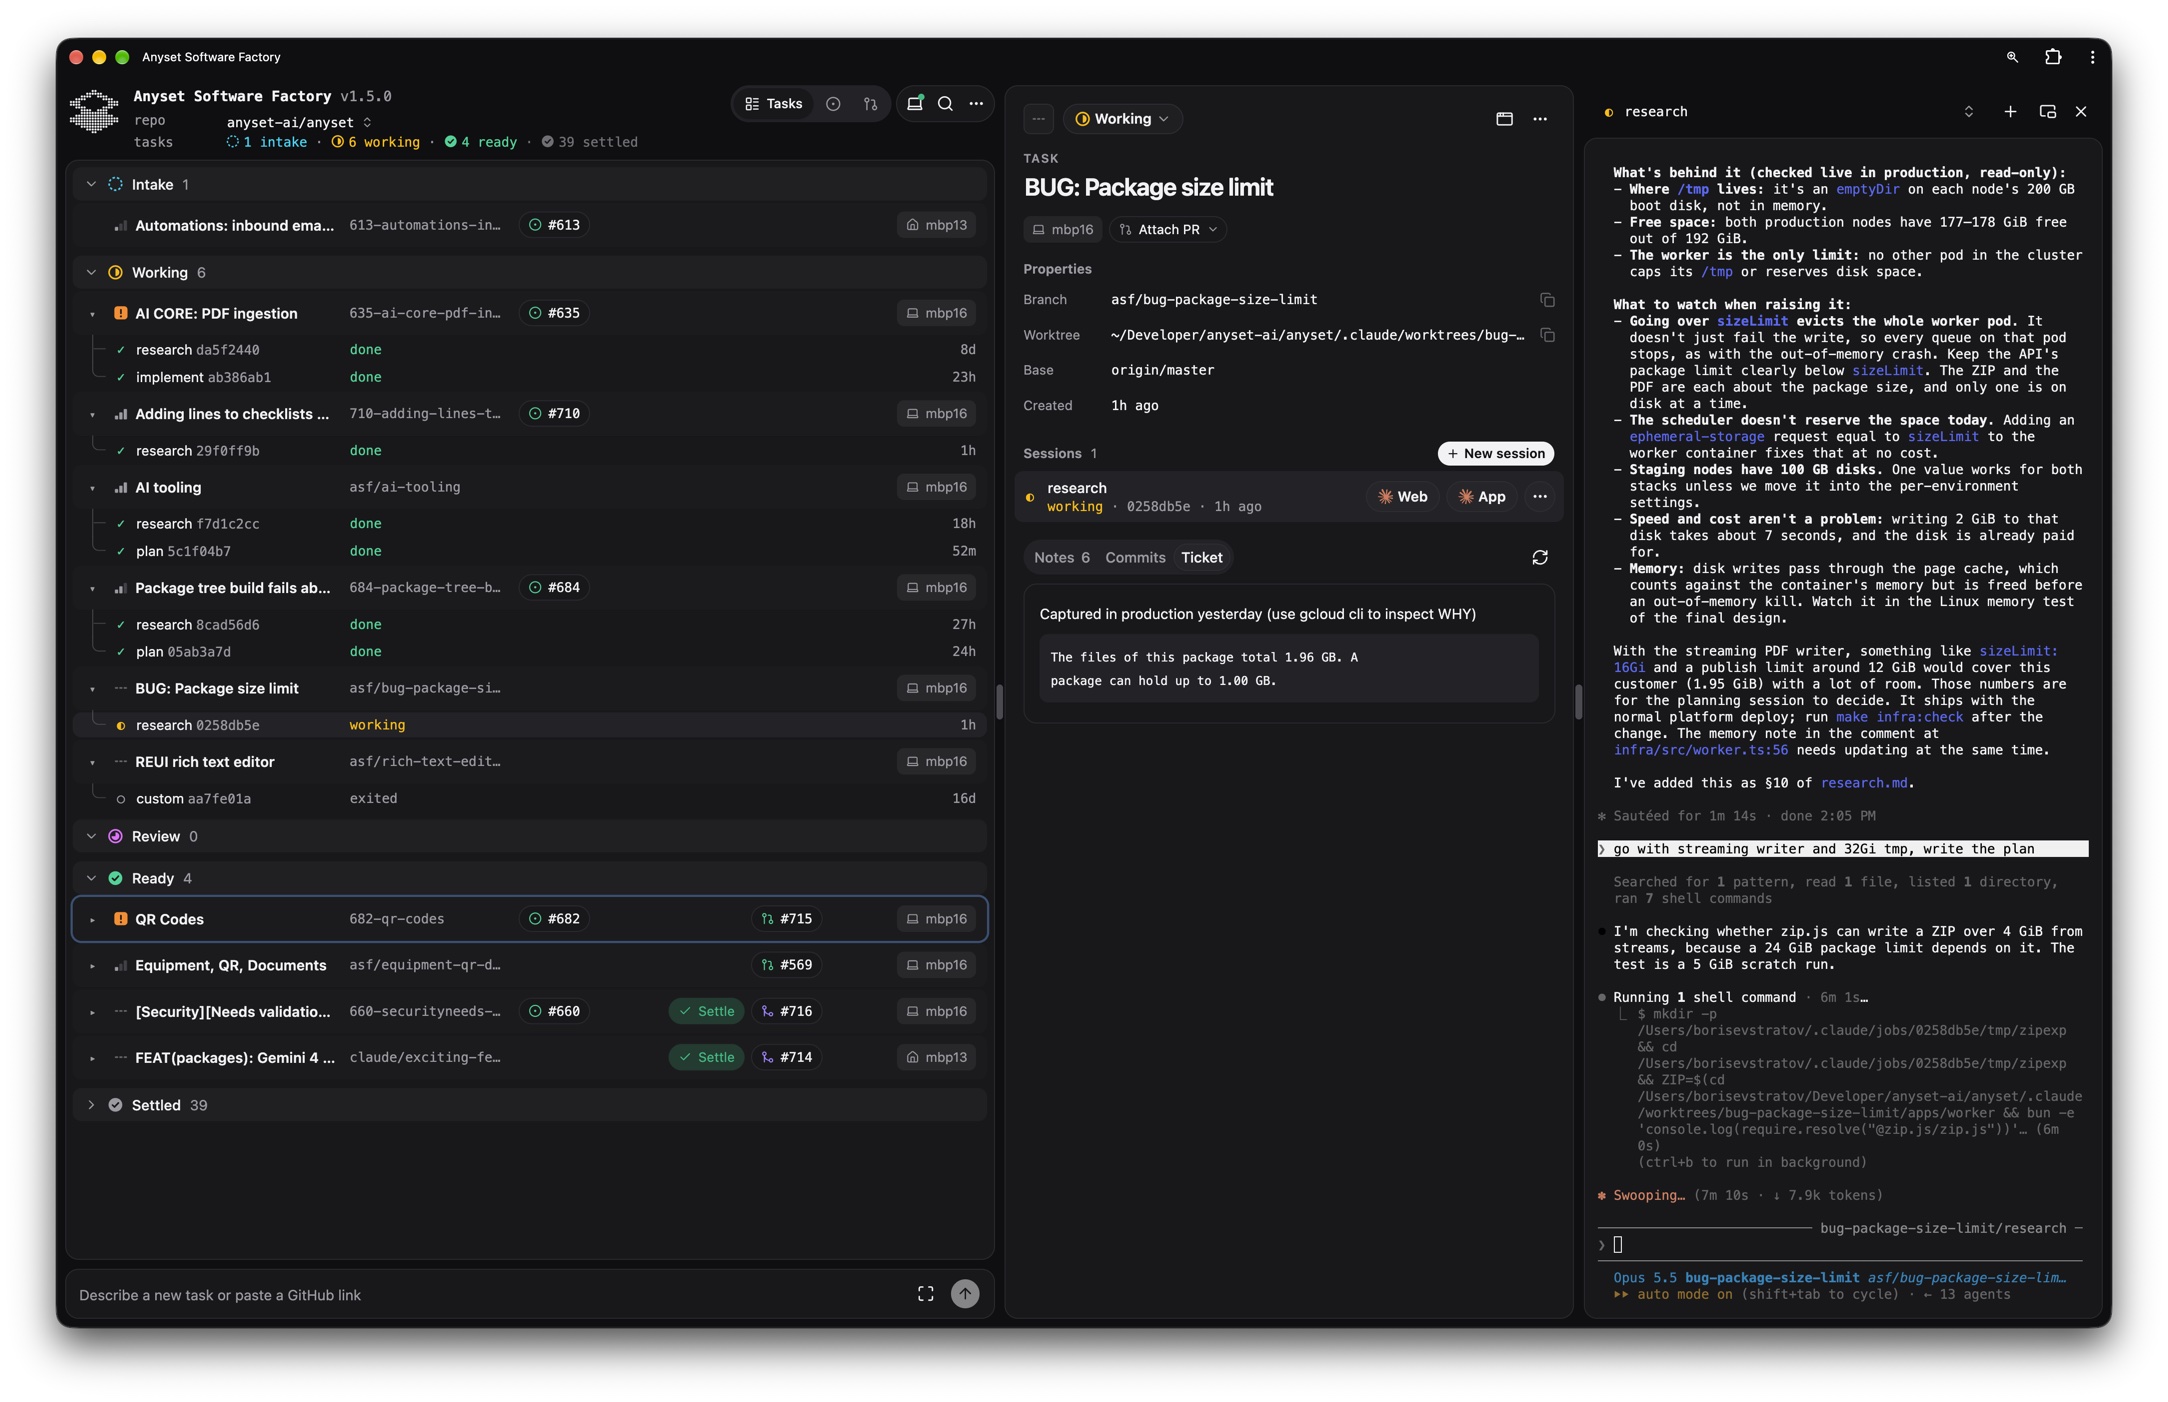 Anyset Software Factory
Anyset Software Factory v1.5.0
repo anyset-ai/anyset
tasks 1 intake · 6 working · 4 ready · 39 settled
Tasks
Intake 1
Automations: inbound ema... 613-automations-in… #613 mbp13
Working 6
AI CORE: PDF ingestion 635-ai-core-pdf-in… #635 mbp16
research da5f2440 done 8d
implement ab386ab1 done 23h
Adding lines to checklists ... 710-adding-lines-t… #710 mbp16
research 29f0ff9b done 1h
AI tooling asf/ai-tooling mbp16
research f7d1c2cc done 18h
plan 5c1f04b7 done 52m
Package tree build fails ab... 684-package-tree-b… #684 mbp16
research 8cad56d6 done 27h
plan 05ab3a7d done 24h
BUG: Package size limit asf/bug-package-si… mbp16
research 0258db5e working 1h
REUI rich text editor asf/rich-text-edit… mbp16
custom aa7fe01a exited 16d
Review 0
Ready 4
QR Codes 682-qr-codes #682 #715 mbp16
Equipment, QR, Documents asf/equipment-qr-d… #569 mbp16
[Security][Needs validatio... 660-securityneeds-… #660 Settle #716 mbp16
FEAT(packages): Gemini 4 ... claude/exciting-fe… Settle #714 mbp13
Settled 39
Describe a new task or paste a GitHub link
Working
TASK
BUG: Package size limit
mbp16 Attach PR
Properties
Branch asf/bug-package-size-limit
Worktree ~/Developer/anyset-ai/anyset/.claude/worktrees/bug-…
Base origin/master
Created 1h ago
Sessions 1 + New session
research
working · 0258db5e · 1h ago
Web App
Notes 6 Commits Ticket
Captured in production yesterday (use gcloud cli to inspect WHY)
The files of this package total 1.96 GB. A
package can hold up to 1.00 GB.
research
What's behind it (checked live in production, read-only):
– Where /tmp lives: it's an emptyDir on each node's 200 GB
boot disk, not in memory.
– Free space: both production nodes have 177–178 GiB free
out of 192 GiB.
– The worker is the only limit: no other pod in the cluster
caps its /tmp or reserves disk space.
What to watch when raising it:
– Going over sizeLimit evicts the whole worker pod. It
doesn't just fail the write, so every queue on that pod
stops, as with the out-of-memory crash. Keep the API's
package limit clearly below sizeLimit. The ZIP and the
PDF are each about the package size, and only one is on
disk at a time.
– The scheduler doesn't reserve the space today. Adding an
ephemeral-storage request equal to sizeLimit to the
worker container fixes that at no cost.
– Staging nodes have 100 GB disks. One value works for both
stacks unless we move it into the per-environment
settings.
– Speed and cost aren't a problem: writing 2 GiB to that
disk takes about 7 seconds, and the disk is already paid
for.
– Memory: disk writes pass through the page cache, which
counts against the container's memory but is freed before
an out-of-memory kill. Watch it in the Linux memory test
of the final design.
With the streaming PDF writer, something like sizeLimit:
16Gi and a publish limit around 12 GiB would cover this
customer (1.95 GiB) with a lot of room. Those numbers are
for the planning session to decide. It ships with the
normal platform deploy; run make infra:check after the
change. The memory note in the comment at
infra/src/worker.ts:56 needs updating at the same time.
I've added this as §10 of research.md.
✻ Sautéed for 1m 14s · done 2:05 PM
❯ go with streaming writer and 32Gi tmp, write the plan
Searched for 1 pattern, read 1 file, listed 1 directory,
ran 7 shell commands
● I'm checking whether zip.js can write a ZIP over 4 GiB from
streams, because a 24 GiB package limit depends on it. The
test is a 5 GiB scratch run.
● Running 1 shell command · 6m 1s…
$ mkdir -p
/Users/borisevstratov/.claude/jobs/0258db5e/tmp/zipexp
&& cd
/Users/borisevstratov/.claude/jobs/0258db5e/tmp/zipexp
&& ZIP=$(cd
/Users/borisevstratov/Developer/anyset-ai/anyset/.claude
/worktrees/bug-package-size-limit/apps/worker && bun -e
'console.log(require.resolve("@zip.js/zip.js"))'… (6m
0s)
(ctrl+b to run in background)
✽ Swooping… (7m 10s · ↓ 7.9k tokens)
bug-package-size-limit/research
❯
Opus 5.5 bug-package-size-limit asf/bug-package-size-lim…
⏵⏵ auto mode on (shift+tab to cycle) · ← 13 agents